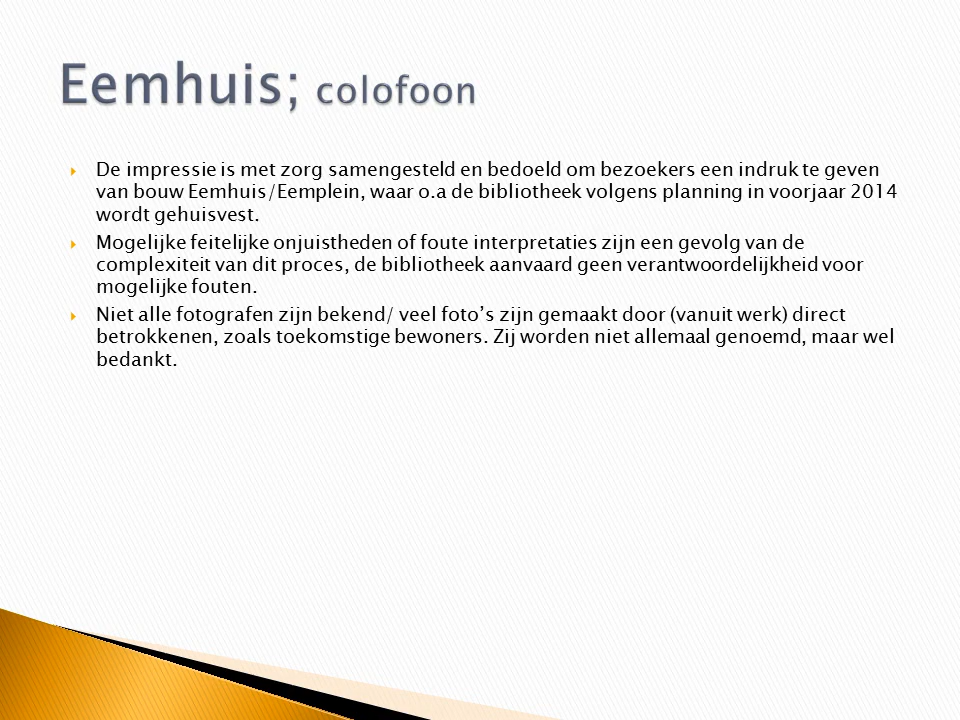 Eemhuis; colofoon
De impressie is met zorg samengesteld en bedoeld om bezoekers een indruk te geven
van bouw Eemhuis/Eemplein, waar o.a de bibliotheek volgens planning in voorjaar 2014
wordt gehuisvest.
Mogelijke feitelijke onjuistheden of foute interpretaties zijn een gevolg van de
complexiteit van dit proces, de bibliotheek aanvaard geen verantwoordelijkheid voor
mogelijke fouten.
Niet alle fotografen zijn bekend/ veel foto’s zijn gemaakt door (vanuit werk) direct
betrokkenen, zoals toekomstige bewoners. Zij worden niet allemaal genoemd, maar wel
bedankt.